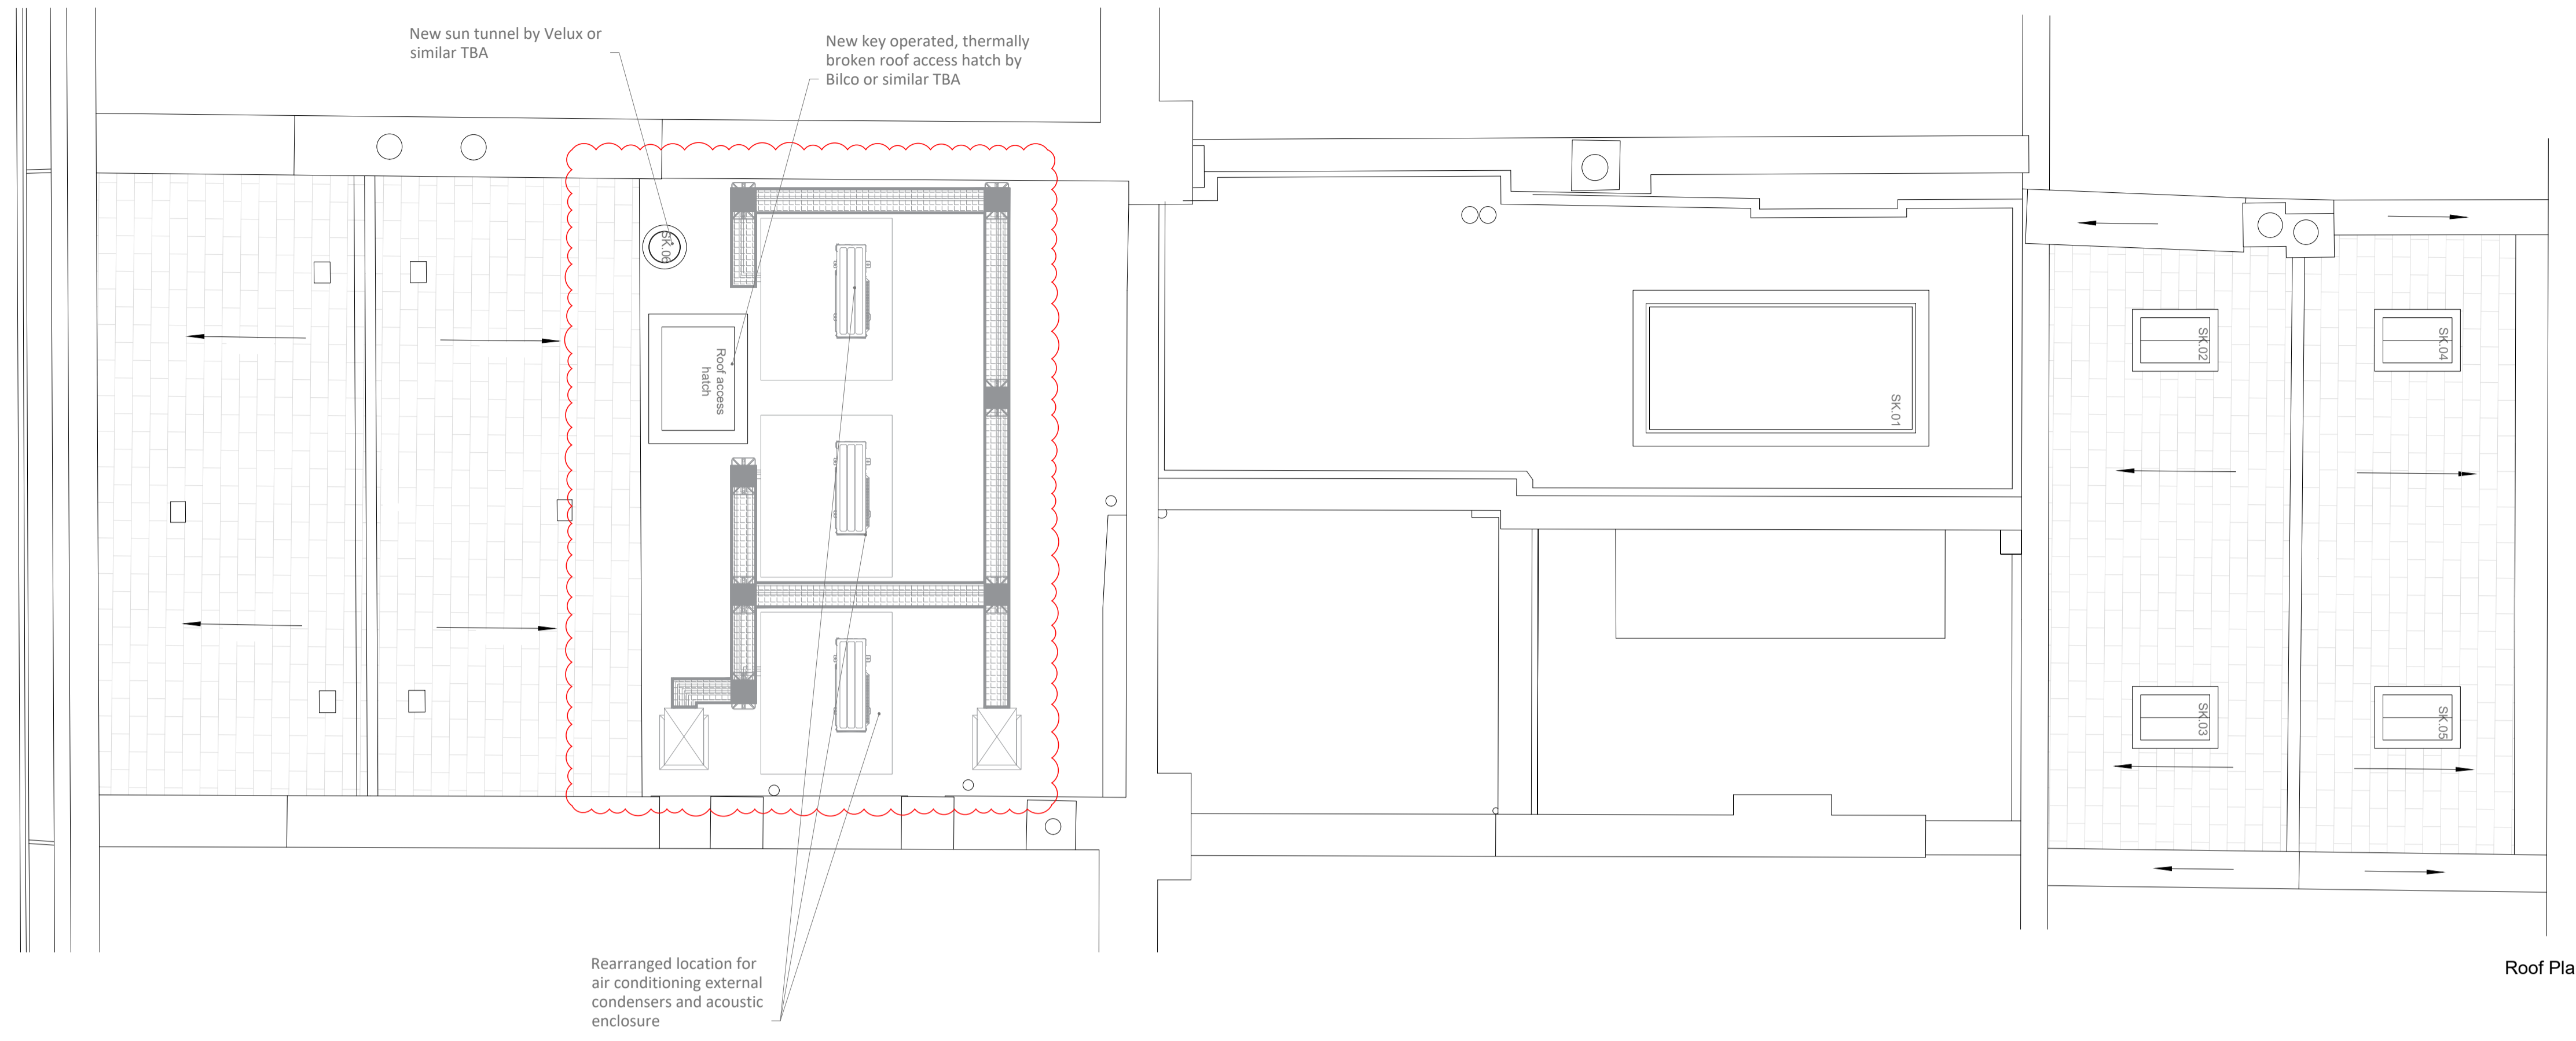 New sun tunnel by Velux or
similar TBA
New key operated, thermally
broken roof access hatch by
Bilco or similar TBA
SK.06
Roof access
hatch
SK.01
SK.02
SK.04
SK.03
SK.05
Rearranged location for
air conditioning external
condensers and acoustic
enclosure
Roof Pla